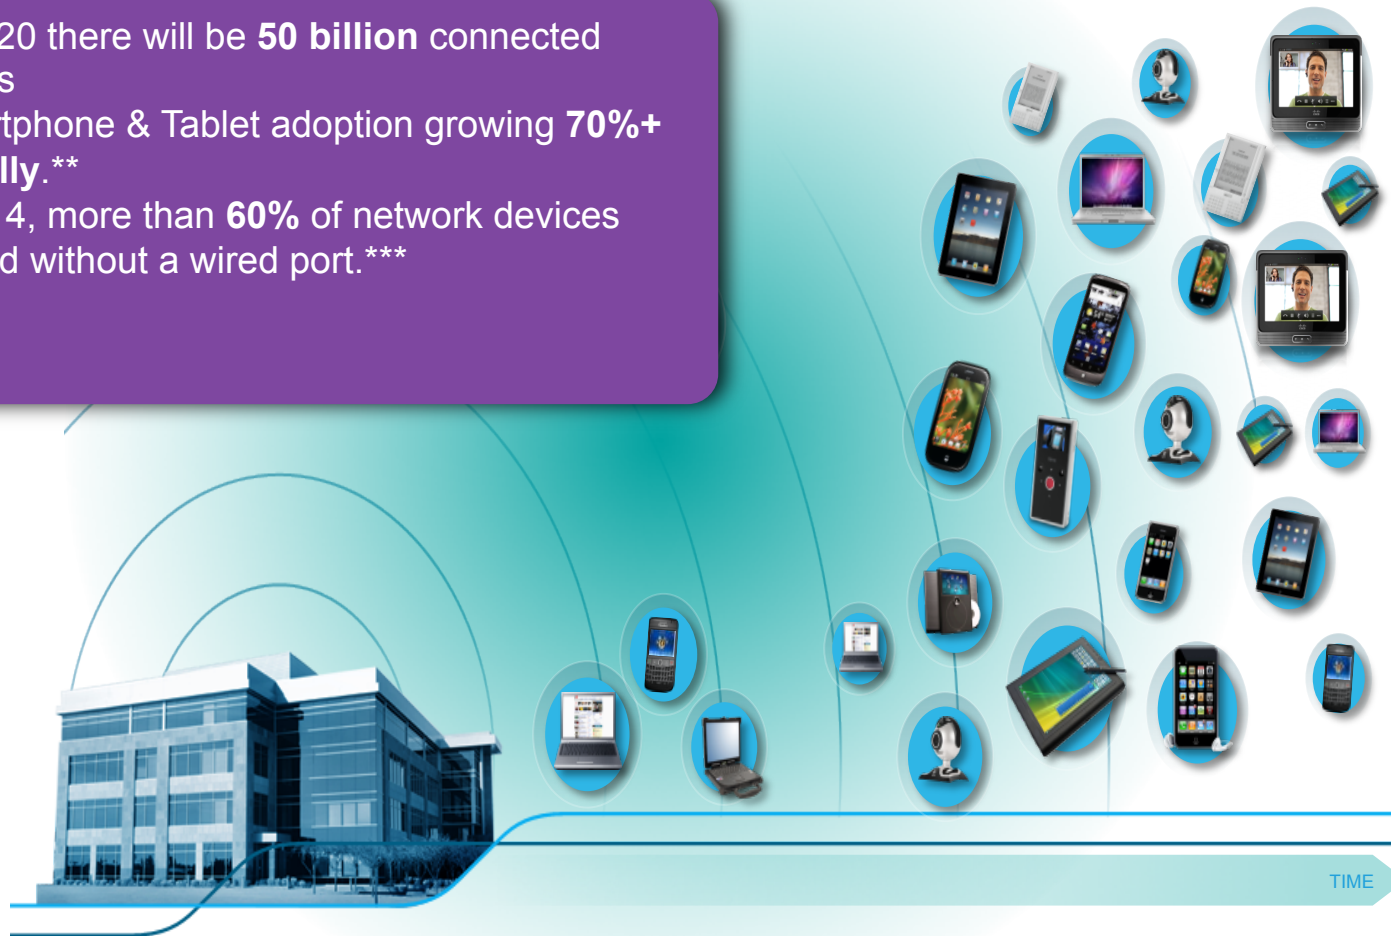 20 there will be 50 billion connected
s
rtphone & Tablet adoption growing 70%+
lly.**
4, more than 60% of network devices
d without a wired port.***
TIME